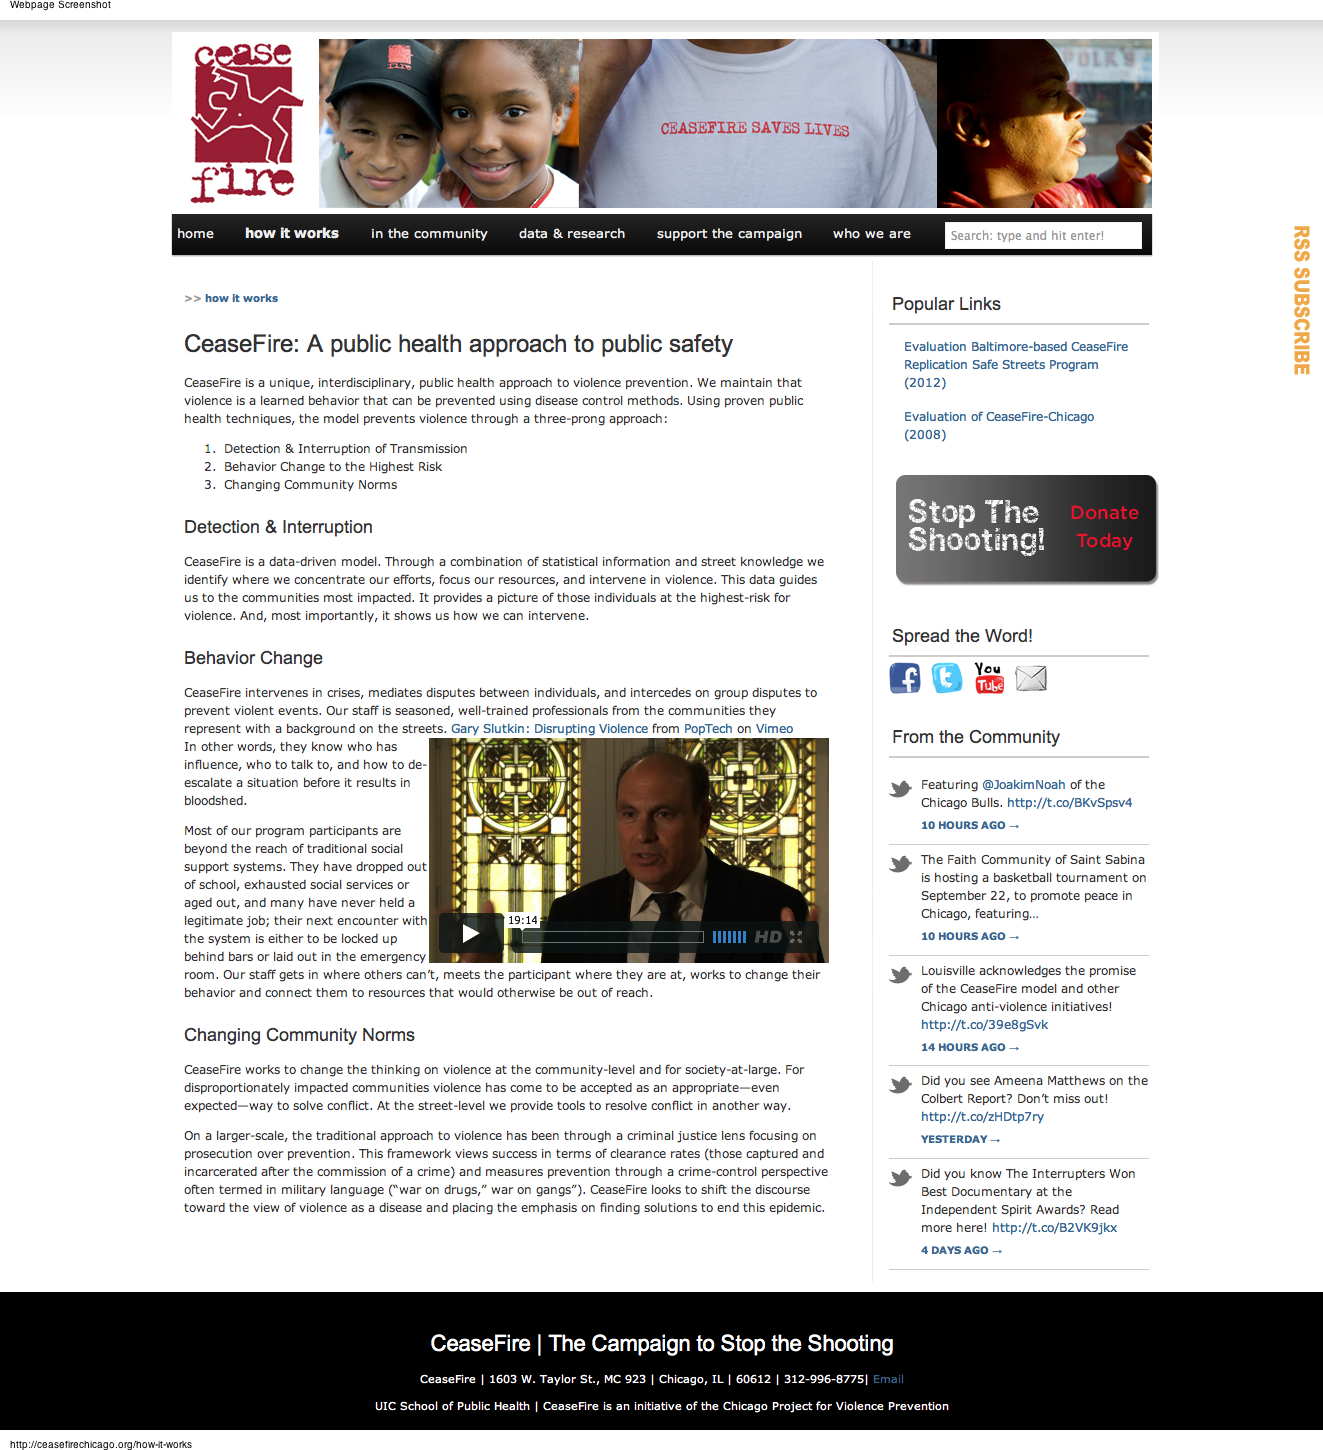 Webpage Screenshot
cease
fire
cease
fire
CEASEFIRE SAVES LIVES
POLK'S
home
how it works
in the community
data & research
support the campaign
who we are
Search: type and hit enter!
RSS SUBSCRIBE
>> how it works
CeaseFire: A public health approach to public safety
CeaseFire is a unique, interdisciplinary, public health approach to violence prevention. We maintain that
violence is a learned behavior that can be prevented using disease control methods. Using proven public
health techniques, the model prevents violence through a three-prong approach:
1. Detection & Interruption of Transmission
2. Behavior Change to the Highest Risk
3. Changing Community Norms
Detection & Interruption
CeaseFire is a data-driven model. Through a combination of statistical information and street knowledge we
identify where we concentrate our efforts, focus our resources, and intervene in violence. This data guides
us to the communities most impacted. It provides a picture of those individuals at the highest-risk for
violence. And, most importantly, it shows us how we can intervene.
Behavior Change
CeaseFire intervenes in crises, mediates disputes between individuals, and intercedes on group disputes to
prevent violent events. Our staff is seasoned, well-trained professionals from the communities they
represent with a background on the streets. Gary Slutkin: Disrupting Violence from PopTech on Vimeo
In other words, they know who has
influence, who to talk to, and how to de-
escalate a situation before it results in
bloodshed.
Most of our program participants are
beyond the reach of traditional social
support systems. They have dropped out
of school, exhausted social services or
aged out, and many have never held a
legitimate job; their next encounter with
the system is either to be locked up
behind bars or laid out in the emergency
room. Our staff gets in where others can't, meets the participant where they are at, works to change their
behavior and connect them to resources that would otherwise be out of reach.
19:14
HD
Changing Community Norms
CeaseFire works to change the thinking on violence at the community-level and for society-at-large. For
disproportionately impacted communities violence has come to be accepted as an appropriate—even
expected—way to solve conflict. At the street-level we provide tools to resolve conflict in another way.
On a larger-scale, the traditional approach to violence has been through a criminal justice lens focusing on
prosecution over prevention. This framework views success in terms of clearance rates (those captured and
incarcerated after the commission of a crime) and measures prevention through a crime-control perspective
often termed in military language (“war on drugs,” war on gangs”). CeaseFire looks to shift the discourse
toward the view of violence as a disease and placing the emphasis on finding solutions to end this epidemic.
Popular Links
Evaluation Baltimore-based CeaseFire
Replication Safe Streets Program
(2012)
Evaluation of CeaseFire-Chicago
(2008)
Stop The
Shooting!
Donate
Today
Spread the Word!
f
t
You
Tube
From the Community
Featuring @JoakimNoah of the
Chicago Bulls. http://t.co/BKvSpsv4
10 HOURS AGO →
The Faith Community of Saint Sabina
is hosting a basketball tournament on
September 22, to promote peace in
Chicago, featuring...
10 HOURS AGO →
Louisville acknowledges the promise
of the CeaseFire model and other
Chicago anti-violence initiatives!
http://t.co/39e8gSvk
14 HOURS AGO →
Did you see Ameena Matthews on the
Colbert Report? Don't miss out!
http://t.co/zHDtp7ry
YESTERDAY →
Did you know The Interrupters Won
Best Documentary at the
Independent Spirit Awards? Read
more here! http://t.co/B2VK9jkx
4 DAYS AGO →
CeaseFire | The Campaign to Stop the Shooting
CeaseFire | 1603 W. Taylor St., MC 923 | Chicago, IL | 60612 | 312-996-8775| Email
UIC School of Public Health | CeaseFire is an initiative of the Chicago Project for Violence Prevention
http://ceasefirechicago.org/how-it-works